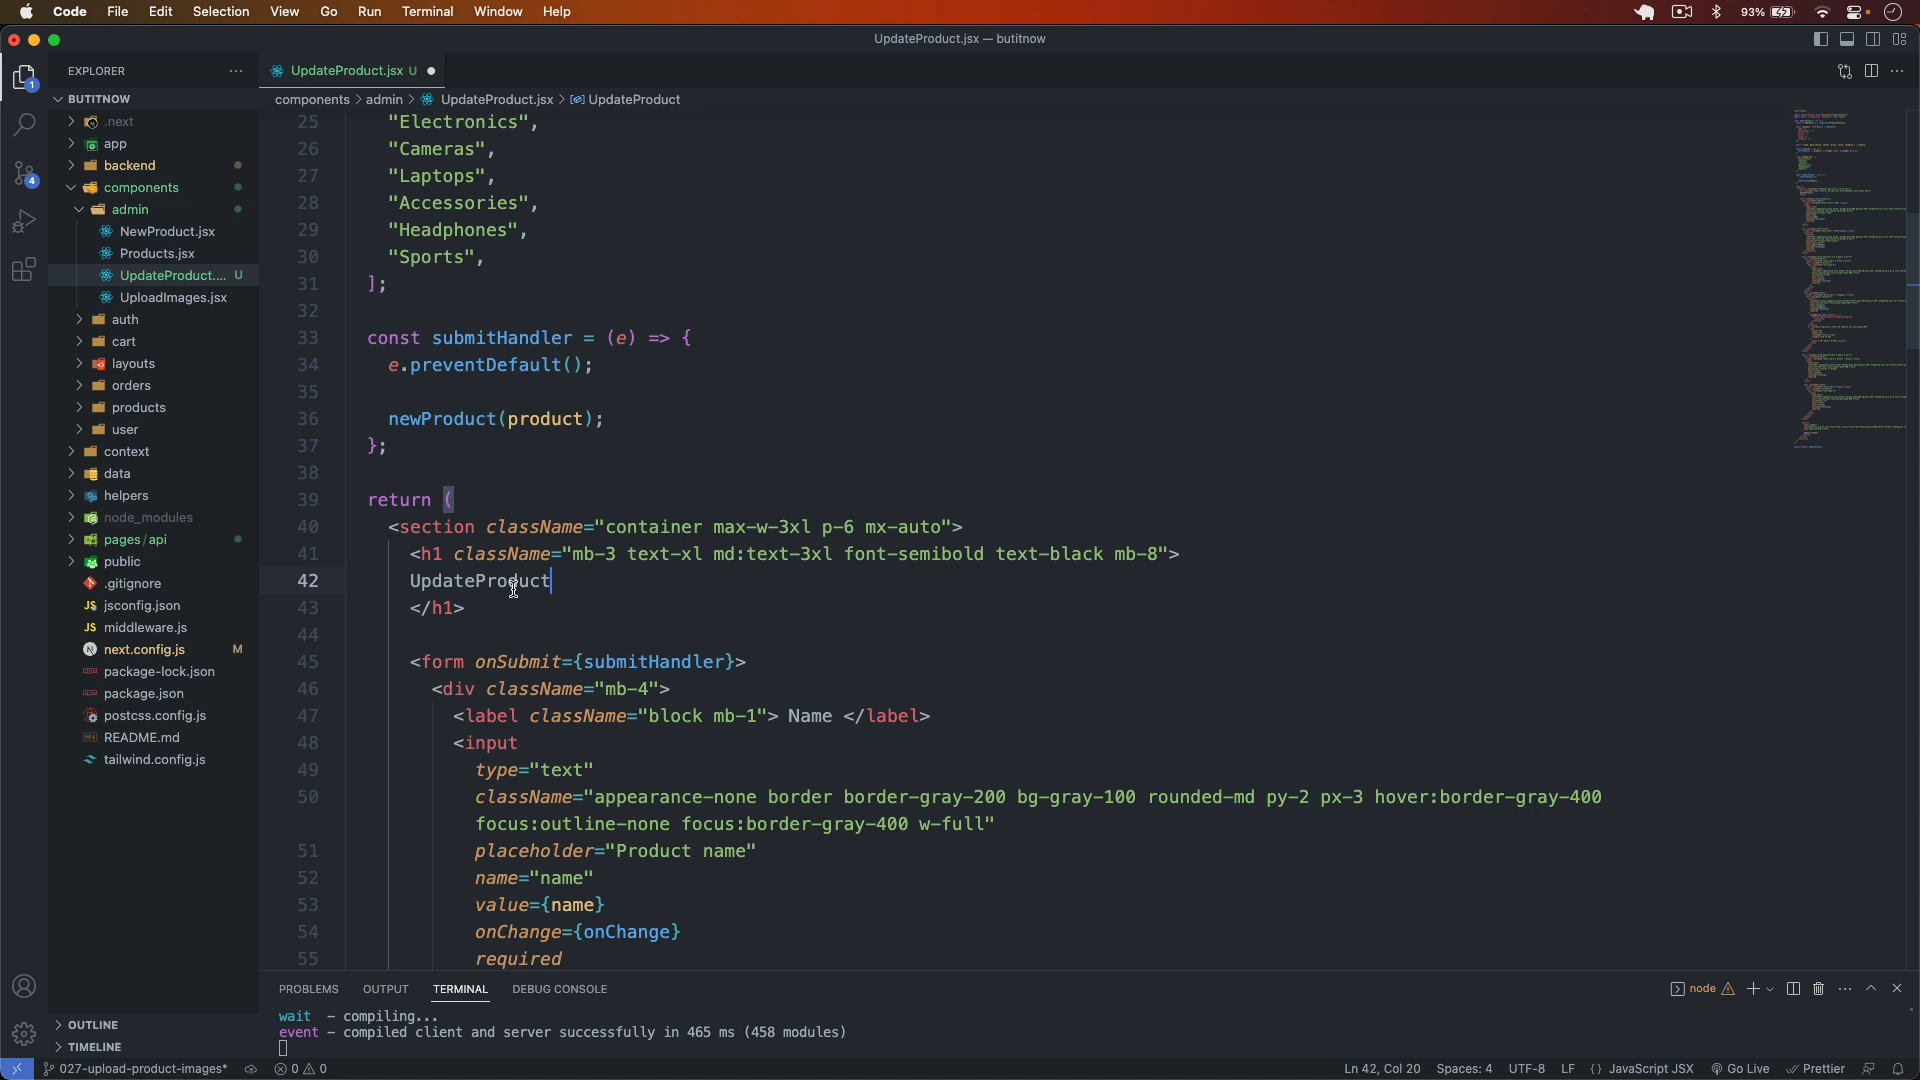 Code File Edit Selection View Go Run Terminal Window Help 93%
UpdateProduct.jsx — butitnow
EXPLORER
UpdateProduct.jsx U
BUTITNOW
components > admin > UpdateProduct.jsx > UpdateProduct
.next
app
backend
components
admin
NewProduct.jsx
Products.jsx
UpdateProduct.... U
UploadImages.jsx
auth
cart
layouts
orders
products
user
context
data
helpers
node_modules
pages/api
public
.gitignore
jsconfig.json
middleware.js
next.config.js M
package-lock.json
package.json
postcss.config.js
README.md
tailwind.config.js
OUTLINE
TIMELINE
25 "Electronics",
26 "Cameras",
27 "Laptops",
28 "Accessories",
29 "Headphones",
30 "Sports",
31 ];
32
33 const submitHandler = (e) => {
34 e.preventDefault();
35
36 newProduct(product);
37 };
38
39 return (
40 <section className="container max-w-3xl p-6 mx-auto">
41 <h1 className="mb-3 text-xl md:text-3xl font-semibold text-black mb-8">
42 UpdateProduct
43 </h1>
44
45 <form onSubmit={submitHandler}>
46 <div className="mb-4">
47 <label className="block mb-1"> Name </label>
48 <input
49 type="text"
50 className="appearance-none border border-gray-200 bg-gray-100 rounded-md py-2 px-3 hover:border-gray-400
focus:outline-none focus:border-gray-400 w-full"
51 placeholder="Product name"
52 name="name"
53 value={name}
54 onChange={onChange}
55 required
PROBLEMS OUTPUT TERMINAL DEBUG CONSOLE node
wait - compiling...
event - compiled client and server successfully in 465 ms (458 modules)
027-upload-product-images* 0 0 Ln 42, Col 20 Spaces: 4 UTF-8 LF {} JavaScript JSX Go Live Prettier